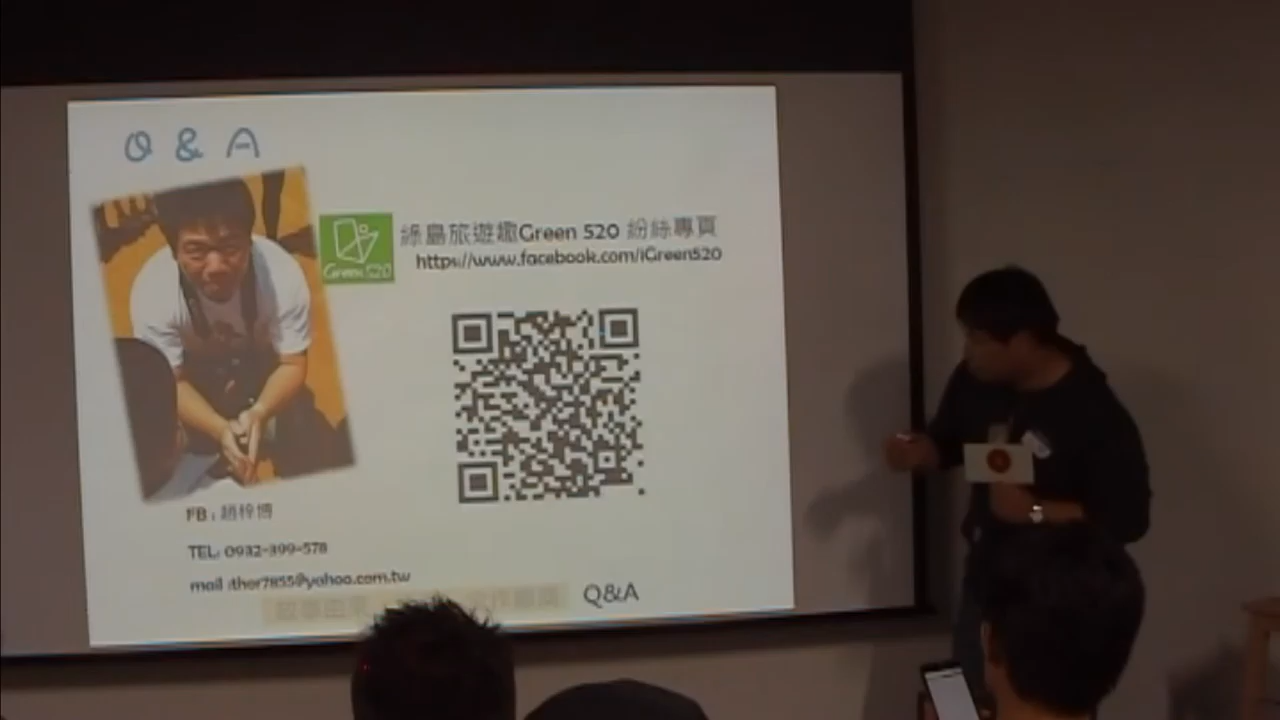 Q & A
綠島旅遊趣Green 520 紛絲專頁
https://www.facebook.com/iGreen520
Green 520
FB : 趙梓博
TEL: 0932-399-578
mail :thor7855@yahoo.com.tw
Q&A